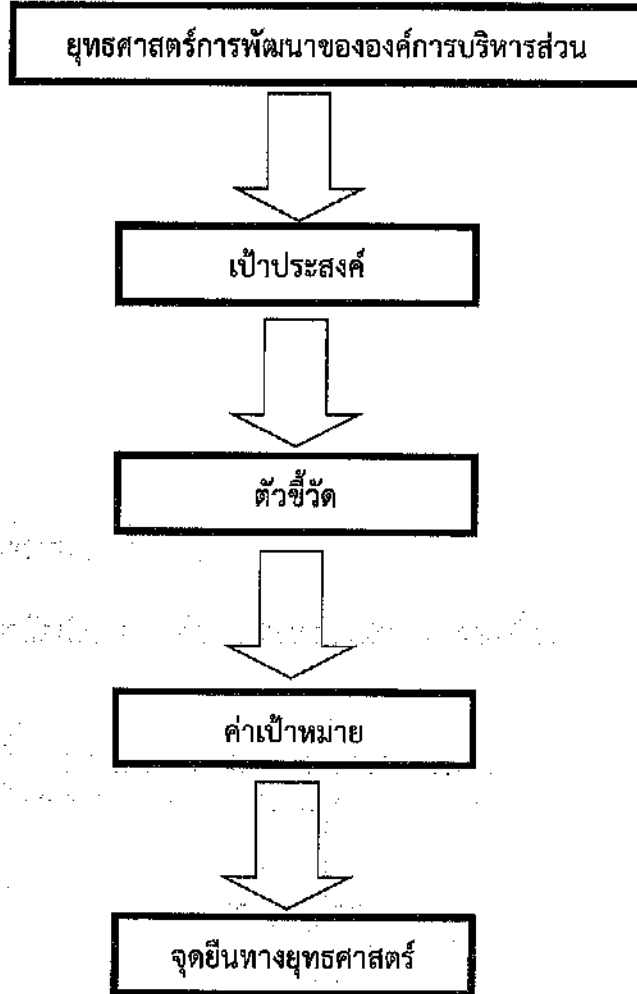 ยุทธศาสตร์การพัฒนาขององค์การบริหารส่วน
เป้าประสงค์
ตัวชี้วัด
ค่าเป้าหมาย
จุดยืนทางยุทธศาสตร์